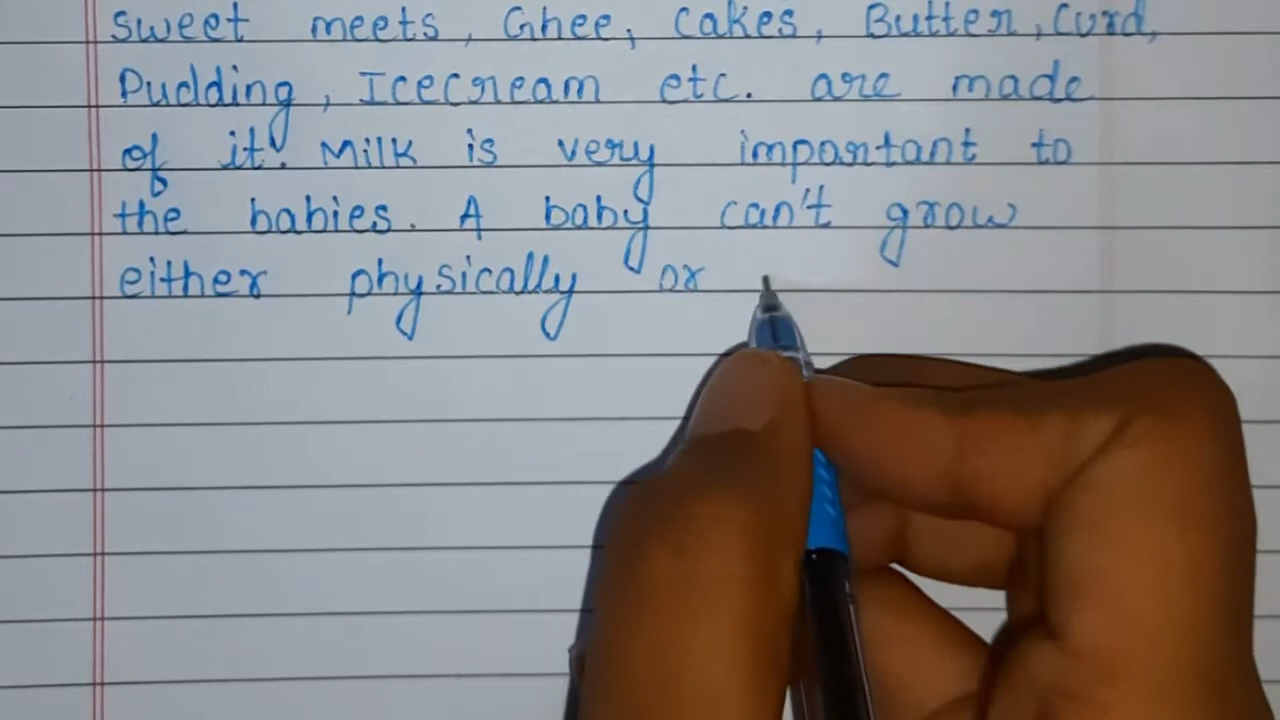 sweet meets, Ghee, Cakes, Butter, Curd,
Pudding, Icecream etc. are made
of it. Milk is very important to
the babies. A baby can't grow
either physically or